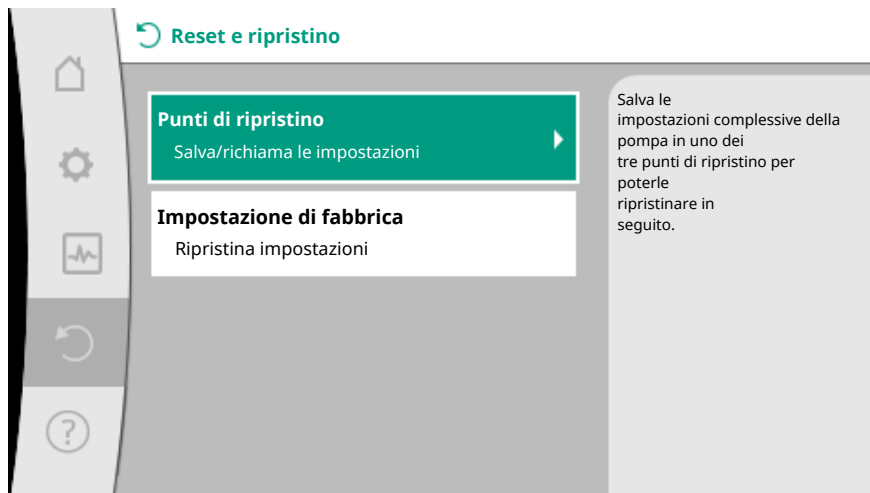 Reset e ripristino
Punti di ripristino
Salva/richiama le impostazioni
Impostazione di fabbrica
Ripristina impostazioni
Salva le
impostazioni complessive della
pompa in uno dei
tre punti di ripristino per
poterle
ripristinare in
seguito.
?